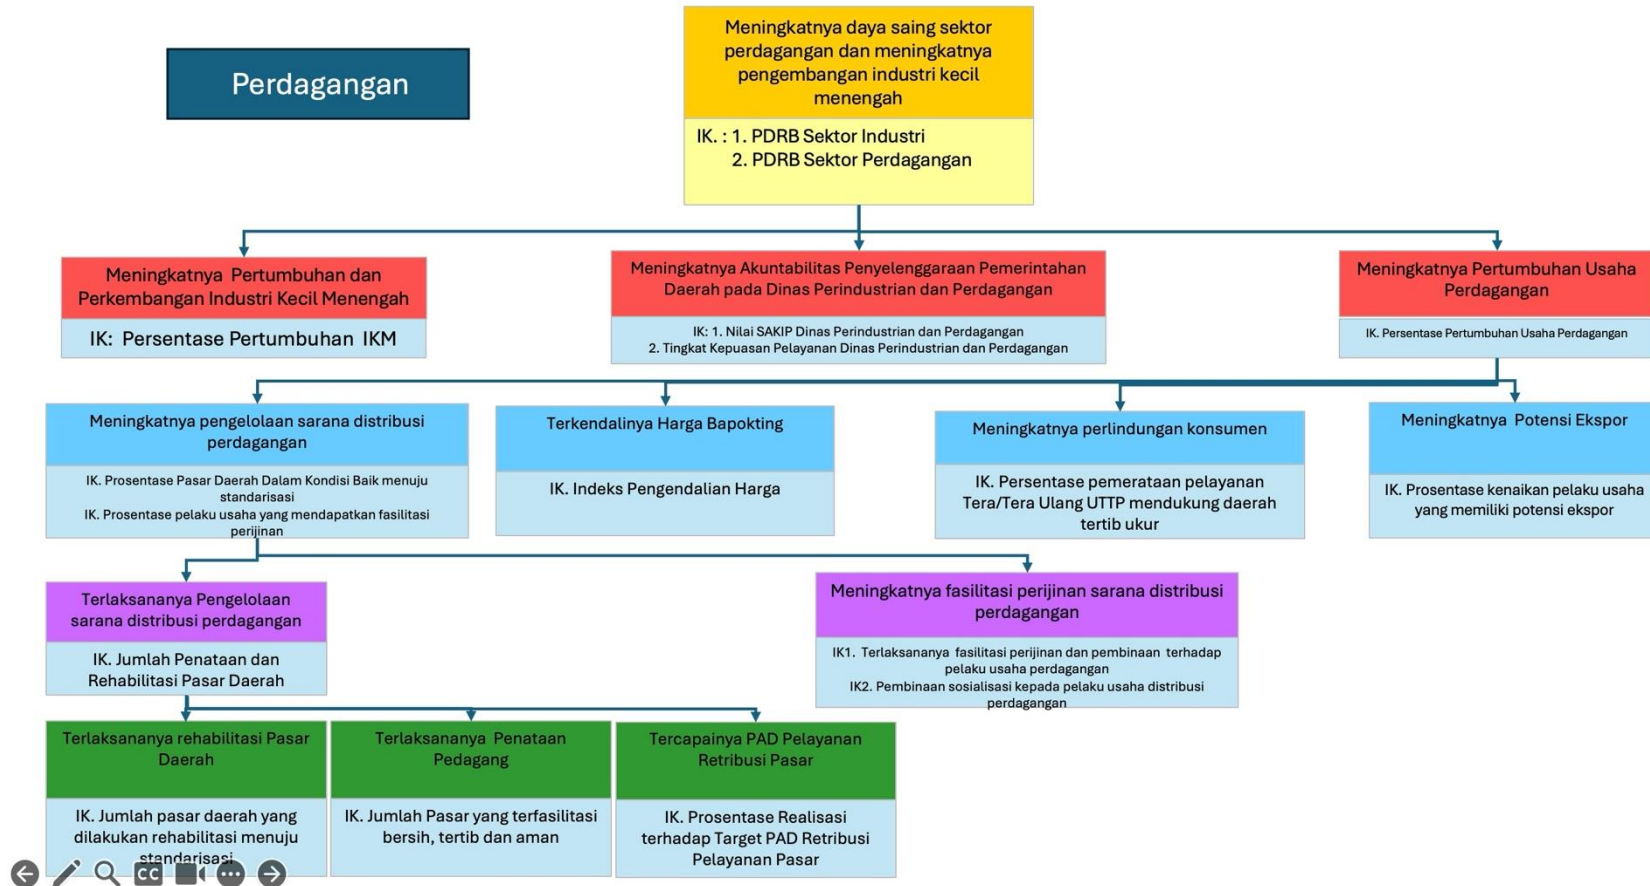 Perdagangan
Meningkatnya daya saing sektor
perdagangan dan meningkatnya
pengembangan industri kecil
menengah
IK. : 1. PDRB Sektor Industri
2. PDRB Sektor Perdagangan
Meningkatnya Pertumbuhan dan
Perkembangan Industri Kecil Menengah
IK: Persentase Pertumbuhan IKM
Meningkatnya Akuntabilitas Penyelenggaraan Pemerintahan
Daerah pada Dinas Perindustrian dan Perdagangan
IK: 1. Nilai SAKIP Dinas Perindustrian dan Perdagangan
2. Tingkat Kepuasan Pelayanan Dinas Perindustrian dan Perdagangan
Meningkatnya Pertumbuhan Usaha
Perdagangan
IK. Persentase Pertumbuhan Usaha Perdagangan
Meningkatnya pengelolaan sarana distribusi
perdagangan
IK. Prosentase Pasar Daerah Dalam Kondisi Baik menuju
standarisasi
IK. Prosentase pelaku usaha yang mendapatkan fasilitasi
perijinan
Terkendalinya Harga Bapokting
IK. Indeks Pengendalian Harga
Meningkatnya perlindungan konsumen
IK. Persentase pemerataan pelayanan
Tera/Tera Ulang UTTP mendukung daerah
tertib ukur
Meningkatnya Potensi Ekspor
IK. Prosentase kenaikan pelaku usaha
yang memiliki potensi ekspor
Terlaksananya Pengelolaan
sarana distribusi perdagangan
IK. Jumlah Penataan dan
Rehabilitasi Pasar Daerah
Meningkatnya fasilitasi perijinan sarana distribusi
perdagangan
IK1. Terlaksananya fasilitasi perijinan dan pembinaan terhadap
pelaku usaha perdagangan
IK2. Pembinaan sosialisasi kepada pelaku usaha distribusi
perdagangan
Terlaksananya rehabilitasi Pasar
Daerah
IK. Jumlah pasar daerah yang
dilakukan rehabilitasi menuju
standarisasi
Terlaksananya Penataan
Pedagang
IK. Jumlah Pasar yang terfasilitasi
bersih, tertib dan aman
Tercapainya PAD Pelayanan
Retribusi Pasar
IK. Prosentase Realisasi
terhadap Target PAD Retribusi
Pelayanan Pasar
CC